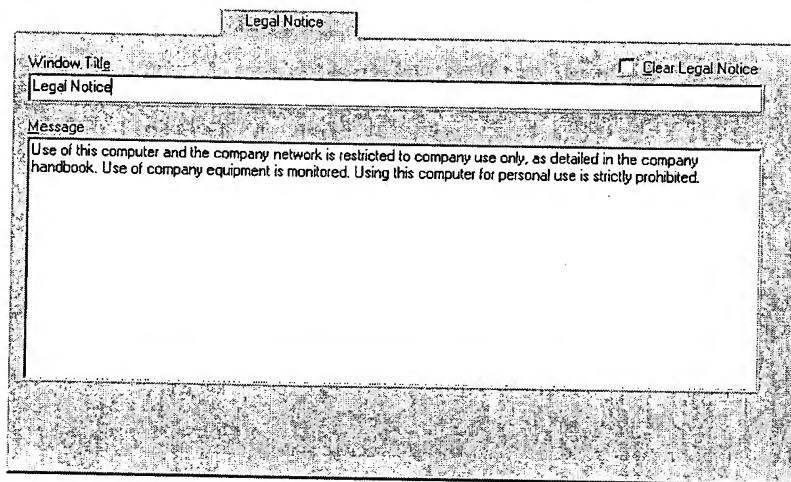 Legal Notice
Window Title
Clear Legal Notice
Legal Notice
Message
Use of this computer and the company network is restricted to company use only, as detailed in the company
handbook. Use of company equipment is monitored. Using this computer for personal use is strictly prohibited.